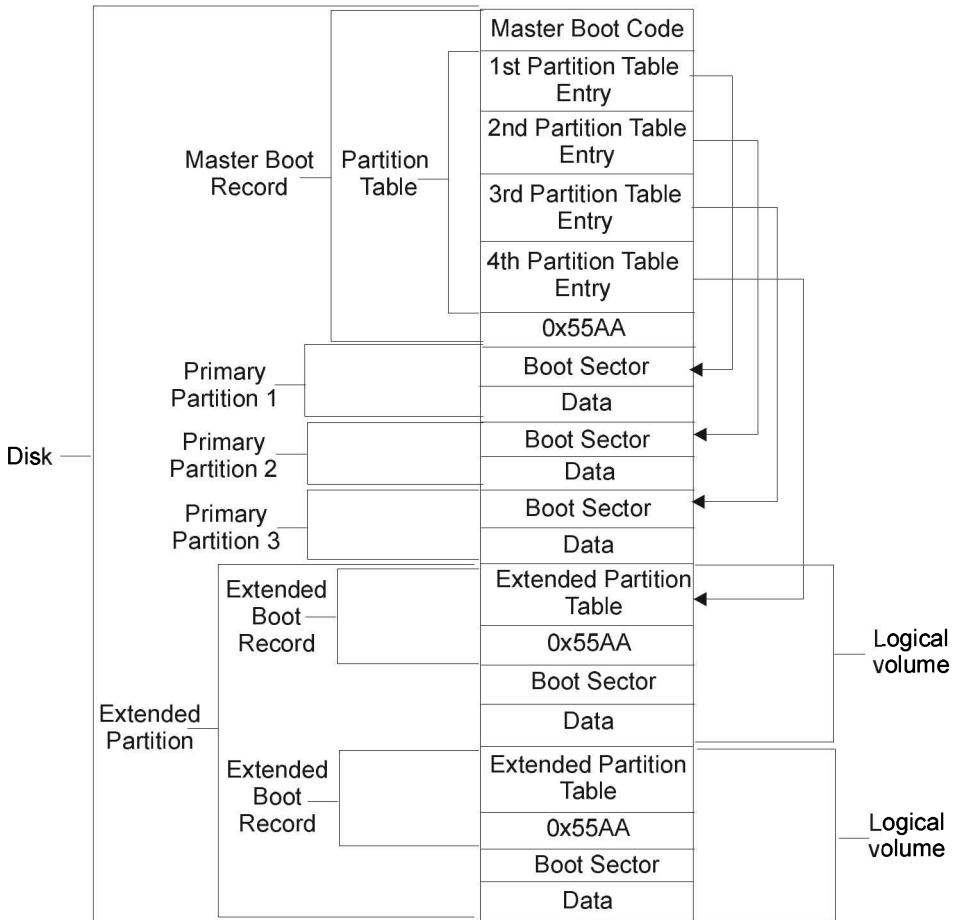 Master Boot Code
1st Partition Table
Entry
2nd Partition Table
Entry
Master Boot
Record
Partition
Table
3rd Partition Table
Entry
4th Partition Table
Entry
0x55AA
Primary
Partition 1
Boot Sector
Data
Disk
Primary
Partition 2
Boot Sector
Data
Primary
Partition 3
Boot Sector
Data
Extended
Partition
Extended
Boot
Record
Extended Partition
Table
0x55AA
Boot Sector
Data
Logical
volume
Extended
Boot
Record
Extended Partition
Table
0x55AA
Boot Sector
Data
Logical
volume